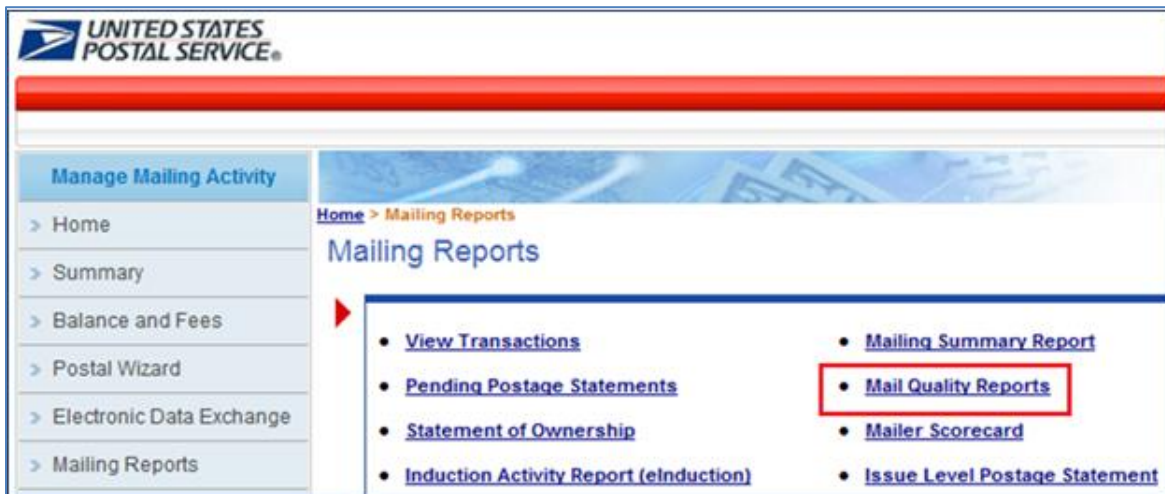 UNITED STATES
POSTAL SERVICE®
Manage Mailing Activity
Home
Summary
Balance and Fees
Postal Wizard
Electronic Data Exchange
Mailing Reports
Home > Mailing Reports
Mailing Reports
View Transactions
Pending Postage Statements
Statement of Ownership
Induction Activity Report (eInduction)
Mailing Summary Report
Mail Quality Reports
Mailer Scorecard
Issue Level Postage Statement